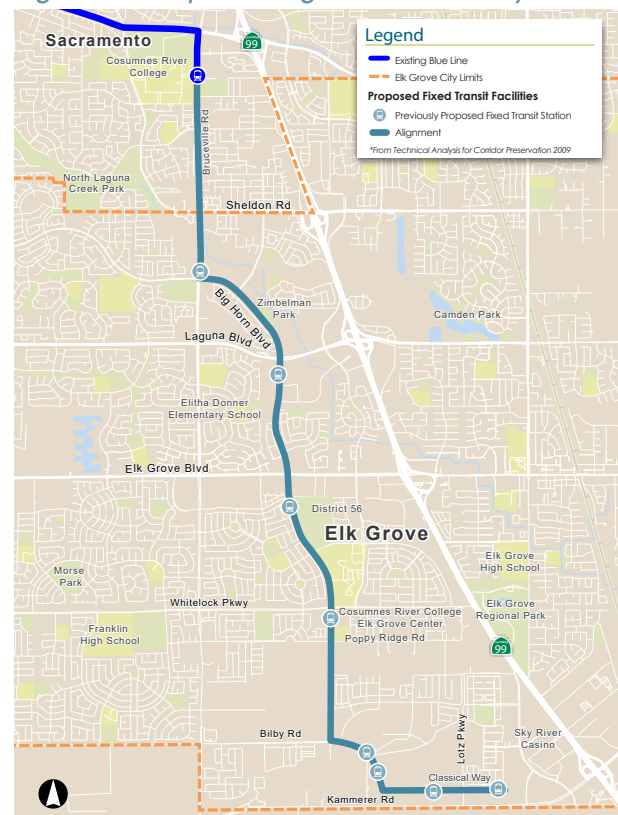 Sacramento
99
Legend
Existing Blue Line
Elk Grove City Limits
Proposed Fixed Transit Facilities
Previously Proposed Fixed Transit Station
Alignment
*From Technical Analysis for Corridor Preservation 2009
Cosumnes River
College
Bruceville Rd
North Laguna
Creek Park
Sheldon Rd
Big Horn Blvd
Zimbelman
Park
Camden Park
Laguna Blvd
Elitha Donner
Elementary School
Elk Grove Blvd
District 56
Elk Grove
Elk Grove
High School
Morse
Park
Whitelock Pkwy
Cosumnes River College
Elk Grove Center
Elk Grove
Regional Park
Franklin
High School
Poppy Ridge Rd
99
Bilby Rd
Lotz Pkwy
Sky River
Casino
Classical Way
Kammerer Rd